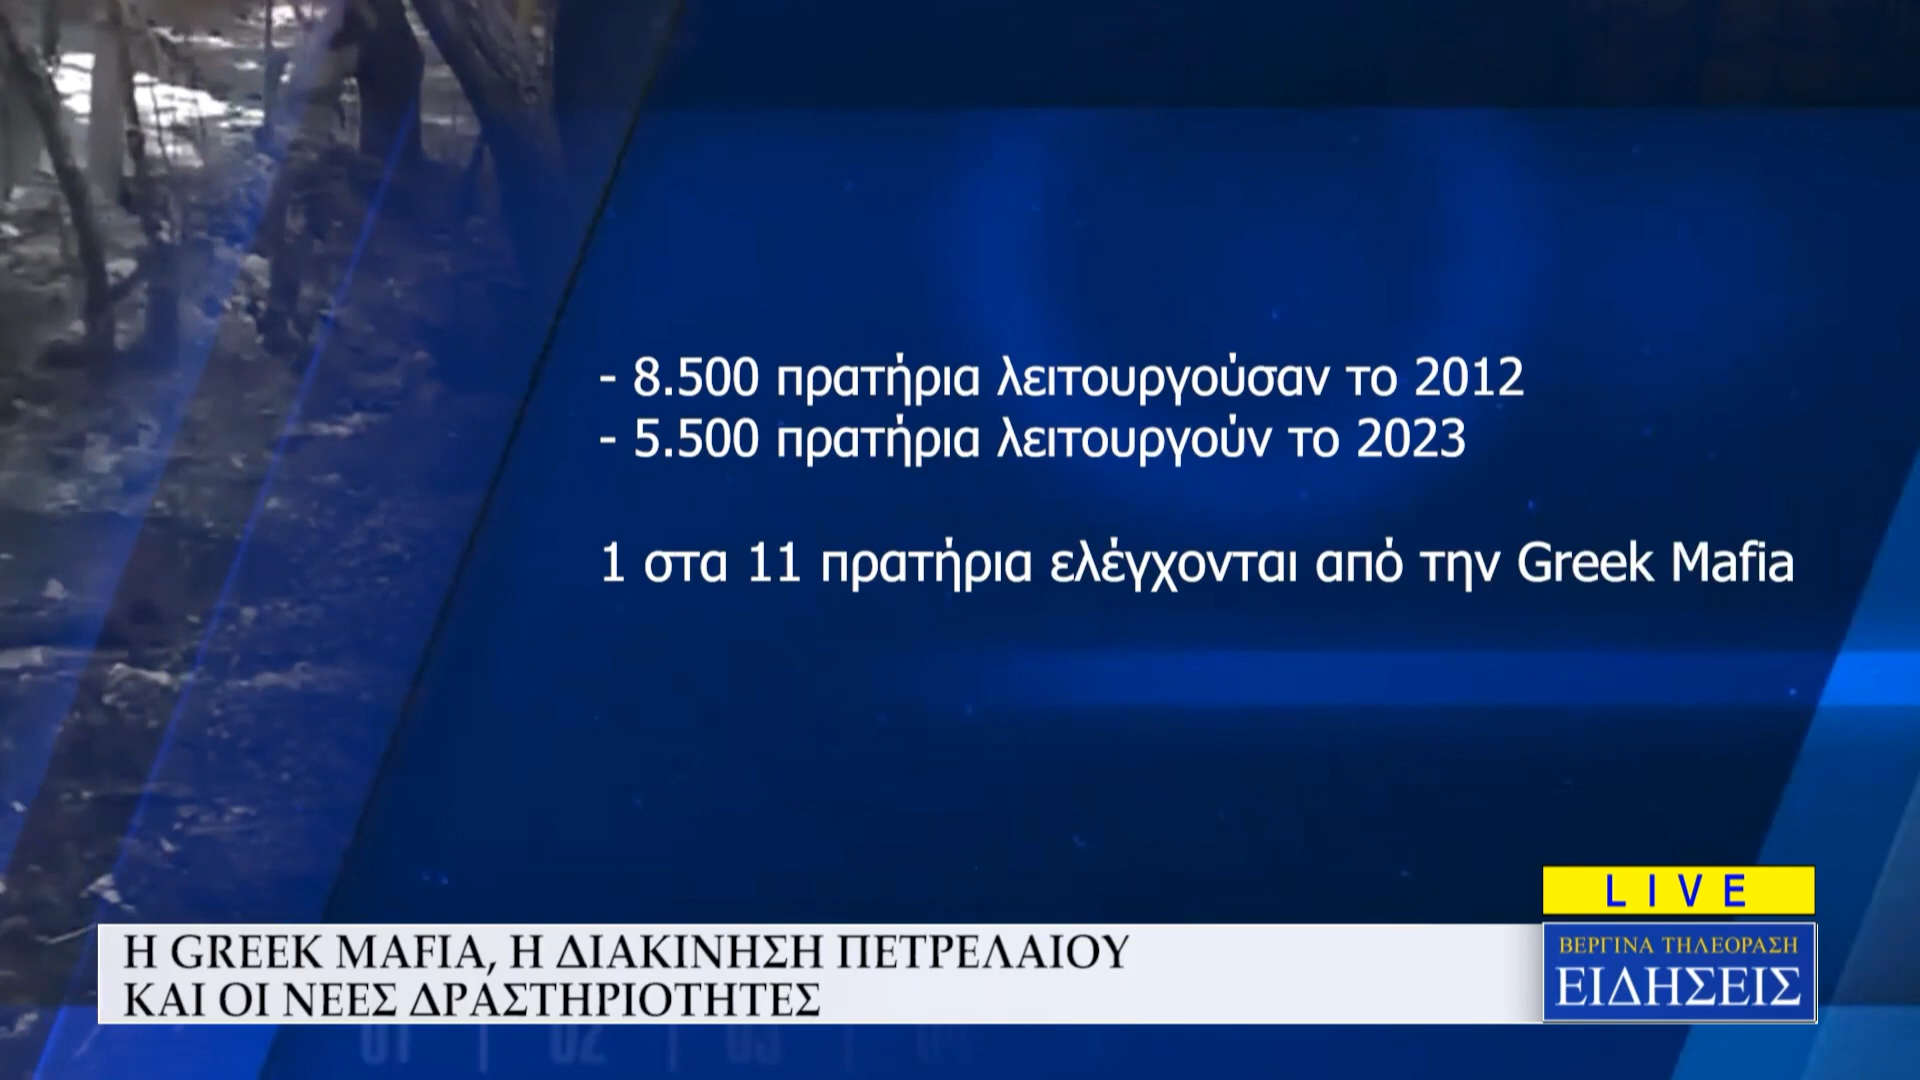 - 8.500 πρατήρια λειτουργούσαν το 2012
- 5.500 πρατήρια λειτουργούν το 2023
1 στα 11 πρατήρια ελέγχονται από την Greek Mafia
LIVE
Η GREEK MAFIA, Η ΔΙΑΚΙΝΗΣΗ ΠΕΤΡΕΛΑΙΟΥ
ΚΑΙ ΟΙ ΝΕΕΣ ΔΡΑΣΤΗΡΙΟΤΗΤΕΣ
ΒΕΡΓΙΝΑ ΤΗΛΕΟΡΑΣΗ
ΕΙΔΗΣΕΙΣ